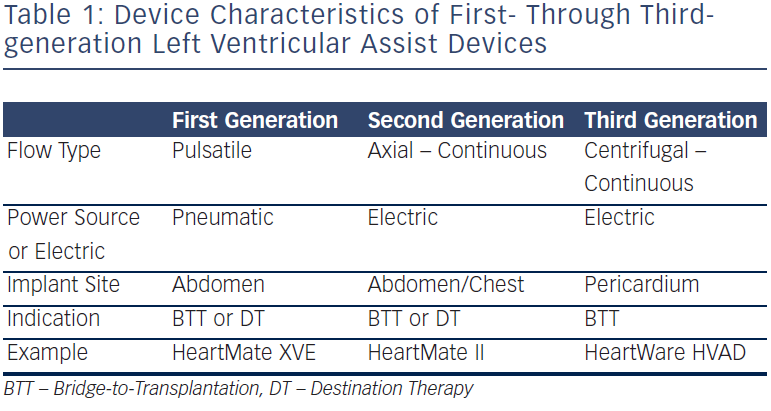 Table 1: Device Characteristics of First- Through Third-
generation Left Ventricular Assist Devices
First Generation Second Generation Third Generation
Flow Type Pulsatile Axial – Continuous Centrifugal –
Continuous
Power Source Pneumatic Electric Electric
or Electric
Implant Site Abdomen Abdomen/Chest Pericardium
Indication BTT or DT BTT or DT BTT
Example HeartMate XVE HeartMate II HeartWare HVAD
BTT – Bridge-to-Transplantation, DT – Destination Therapy